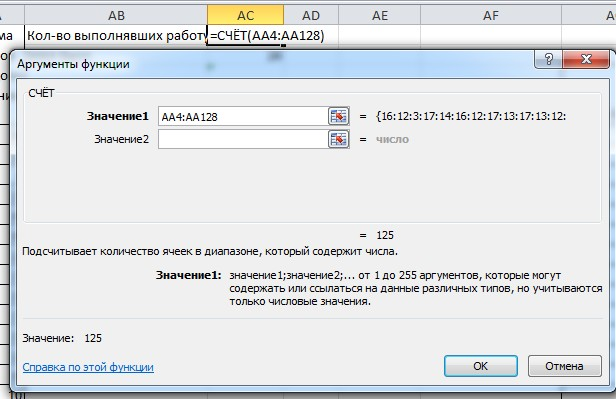 AB AC AD AE AF A
ма Кол-во выполнявших работу =СЧЁТ(AA4:AA128)
Аргументы функции
СЧЁТ
Значение1 AA4:AA128 = {16:12:3:17:14:16:12:17:13:17:13:12:
Значение2 = число
= 125
Подсчитывает количество ячеек в диапазоне, который содержит числа.
Значение1: значение1;значение2;... от 1 до 255 аргументов, которые могут
содержать или ссылаться на данные различных типов, но учитываются
только числовые значения.
Значение: 125
Справка по этой функции
OK Отмена